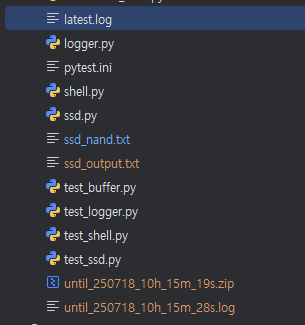 latest.log
logger.py
pytest.ini
shell.py
ssd.py
ssd_nand.txt
ssd_output.txt
test_buffer.py
test_logger.py
test_shell.py
test_ssd.py
until_250718_10h_15m_19s.zip
until_250718_10h_15m_28s.log